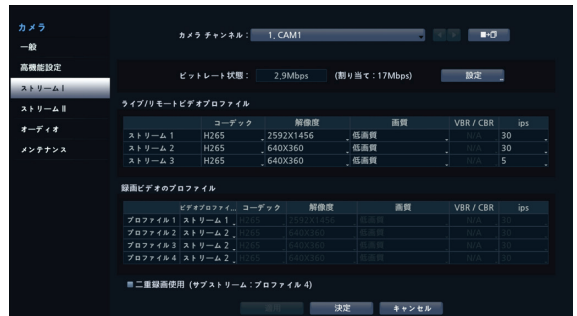 カメラ
一般
高機能設定
ストリーム I
ストリーム II
オーディオ
メンテナンス
カメラ チャンネル : 1, CAM1
ビットレート状態 : 2.9Mbps (割り当て : 17Mbps) 設定
ライブ/リモートビデオプロファイル
コーデック 解像度 画質 VBR / CBR ips
ストリーム 1 H265 2592X1456 低画質 N/A 30
ストリーム 2 H265 640X360 低画質 N/A 30
ストリーム 3 H265 640X360 低画質 N/A 5
録画ビデオのプロファイル
ビデオプロファイ... コーデック 解像度 画質 VBR / CBR ips
プロファイル 1 ストリーム 1 H265 2592X1456 低画質 N/A 30
プロファイル 2 ストリーム 2 H265 640X360 低画質 N/A 30
プロファイル 3 ストリーム 2 H265 640X360 低画質 N/A 30
プロファイル 4 ストリーム 2 H265 640X360 低画質 N/A 30
二重録画使用 (サブストリーム : プロファイル 4)
適用 決定 キャンセル